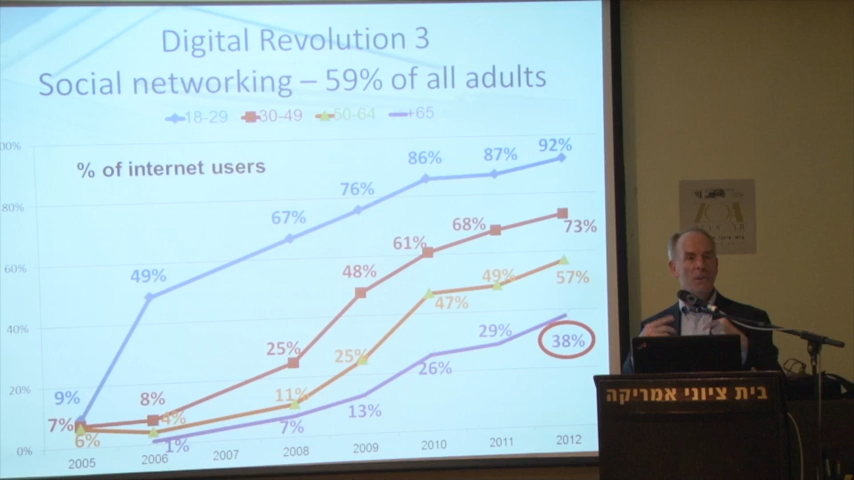 Digital Revolution 3
Social networking – 59% of all adults
18-29 30-49 50-64 +65
% of internet users
80%
60%
40%
20%
0%
9% 49% 67% 76% 86% 87% 92%
7% 8% 25% 48% 61% 68% 73%
6% 4% 11% 25% 47% 49% 57%
1% 7% 13% 26% 29% 38%
2005 2006 2007 2008 2009 2010 2011 2012
בית ציוני אמריקה